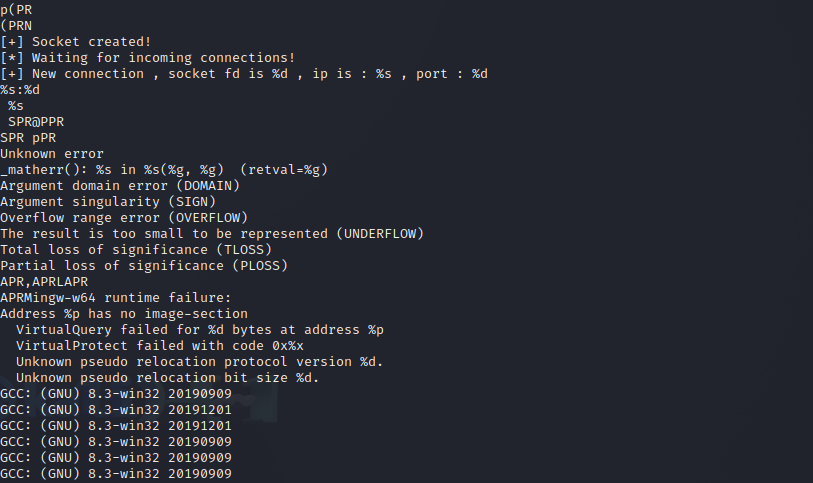 p(PR
(PRN
[+] Socket created!
[*] Waiting for incoming connections!
[+] New connection , socket fd is %d , ip is : %s , port : %d
%s:%d
 %s
 SPR@PPR
SPR pPR
Unknown error
_matherr(): %s in %s(%g, %g)  (retval=%g)
Argument domain error (DOMAIN)
Argument singularity (SIGN)
Overflow range error (OVERFLOW)
The result is too small to be represented (UNDERFLOW)
Total loss of significance (TLOSS)
Partial loss of significance (PLOSS)
APR,APRLAPR
APRMingw-w64 runtime failure:
Address %p has no image-section
  VirtualQuery failed for %d bytes at address %p
  VirtualProtect failed with code 0x%x
  Unknown pseudo relocation protocol version %d.
  Unknown pseudo relocation bit size %d.
GCC: (GNU) 8.3-win32 20190909
GCC: (GNU) 8.3-win32 20191201
GCC: (GNU) 8.3-win32 20191201
GCC: (GNU) 8.3-win32 20190909
GCC: (GNU) 8.3-win32 20190909
GCC: (GNU) 8.3-win32 20190909